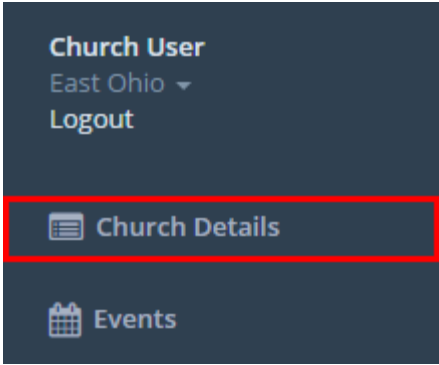 Church User
East Ohio
Logout
Church Details
Events